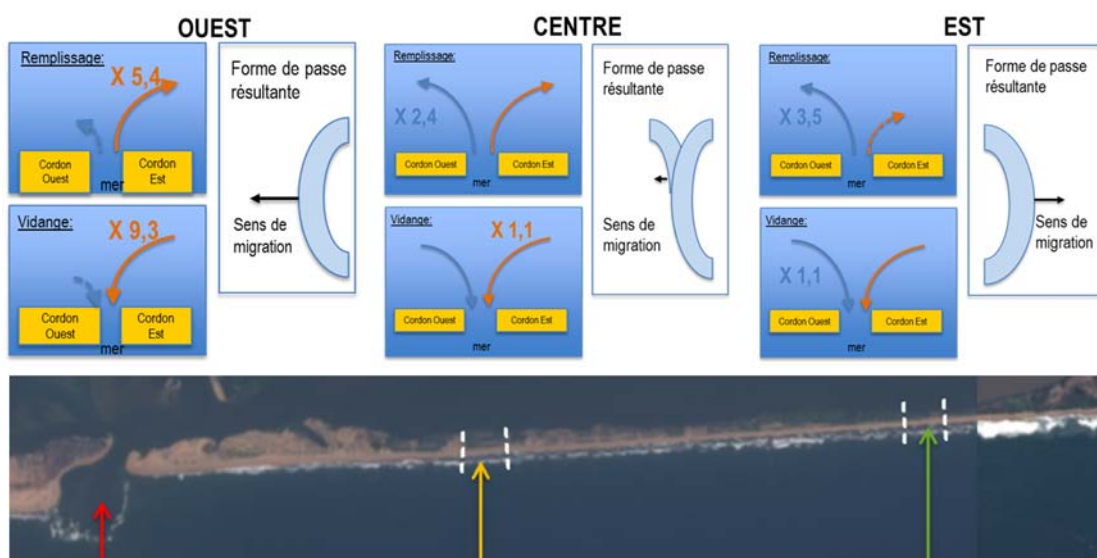 OUEST
Remplissage:
X 5,4
Cordon
Ouest
Cordon
Est
mer
Forme de passe
résultante
Sens de
migration
Vidange:
X 9,3
Cordon
Ouest
Cordon
Est
mer
CENTRE
Remplissage:
X 2,4
Cordon Ouest
Cordon Est
mer
Forme de passe
résultante
Sens de
migration
Vidange:
X 1,1
Cordon Ouest
Cordon Est
mer
EST
Remplissage:
X 3,5
Cordon Ouest
Cordon Est
mer
Forme de passe
résultante
Sens de
migration
Vidange:
X 1,1
Cordon Ouest
Cordon Est
mer